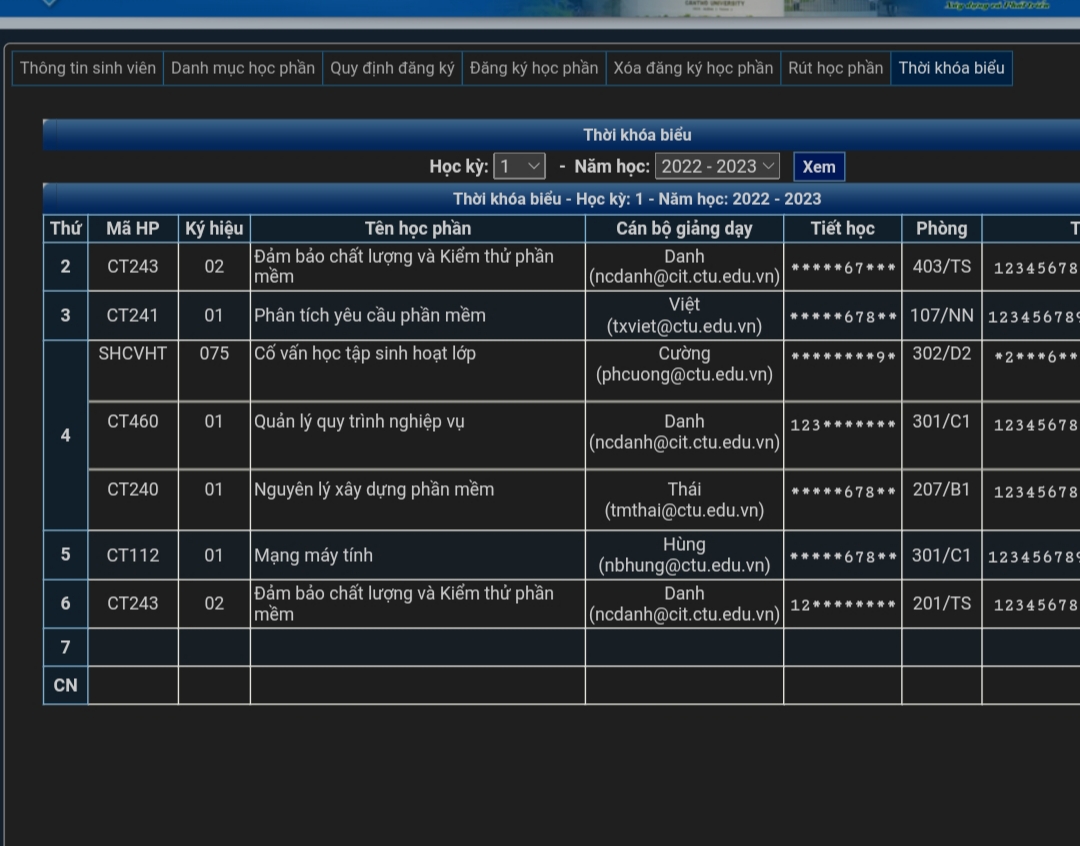 CANTHO UNIVERSITY
Xây dựng và Phát triển
Thông tin sinh viên Danh mục học phần Quy định đăng ký Đăng ký học phần Xóa đăng ký học phần Rút học phần Thời khóa biểu
Thời khóa biểu
Học kỳ: 1 - Năm học: 2022 - 2023 Xem
Thời khóa biểu - Học kỳ: 1 - Năm học: 2022 - 2023
Thứ Mã HP Ký hiệu Tên học phần Cán bộ giảng dạy Tiết học Phòng T
2 CT243 02 Đảm bảo chất lượng và Kiểm thử phần mềm Danh (ncdanh@cit.ctu.edu.vn) *****67*** 403/TS 12345678
3 CT241 01 Phân tích yêu cầu phần mềm Việt (txviet@ctu.edu.vn) *****678** 107/NN 123456789
4 SHCVHT 075 Cố vấn học tập sinh hoạt lớp Cường (phcuong@ctu.edu.vn) ********9* 302/D2 *2***6**
CT460 01 Quản lý quy trình nghiệp vụ Danh (ncdanh@cit.ctu.edu.vn) 123******* 301/C1 12345678
CT240 01 Nguyên lý xây dựng phần mềm Thái (tmthai@ctu.edu.vn) *****678** 207/B1 12345678
5 CT112 01 Mạng máy tính Hùng (nbhung@ctu.edu.vn) *****678** 301/C1 123456789
6 CT243 02 Đảm bảo chất lượng và Kiểm thử phần mềm Danh (ncdanh@cit.ctu.edu.vn) 12******** 201/TS 12345678
7
CN